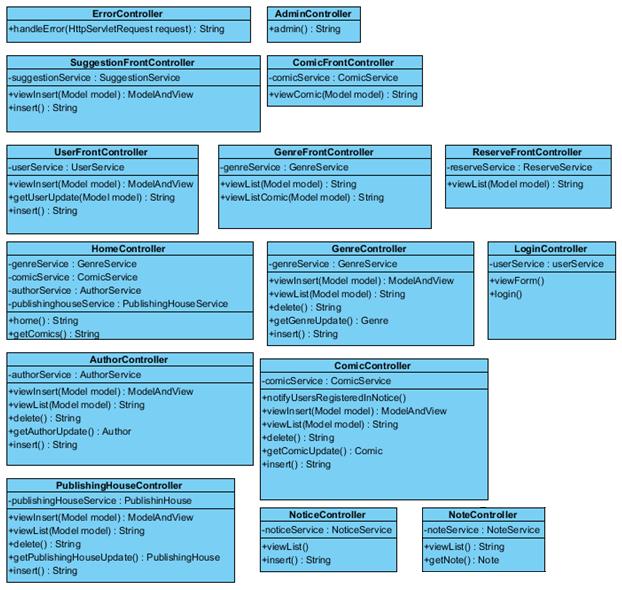 ErrorController
+handleError(HttpServletRequest request) : String
AdminController
+admin() : String
SuggestionFrontController
-suggestionService : SuggestionService
+viewInsert(Model model) : ModelAndView
+insert() : String
ComicFrontController
-comicService : ComicService
+viewComic(Model model) : String
UserFrontController
-userService : UserService
+viewInsert(Model model) : ModelAndView
+getUserUpdate(Model model) : String
+insert() : String
GenreFrontController
-genreService : GenreService
+viewList(Model model) : String
+viewListComic(Model model) : String
ReserveFrontController
-reserveService : ReserveService
+viewList(Model model) : String
HomeController
-genreService : GenreService
-comicService : ComicService
-authorService : AuthorService
-publishinghouseService : PublishingHouseService
+home() : String
+getComics() : String
GenreController
-genreService : GenreService
+viewInsert(Model model) : ModelAndView
+viewList(Model model) : String
+delete() : String
+getGenreUpdate() : Genre
+insert() : String
LoginController
-userService : userService
+viewForm()
+login()
AuthorController
-authorService : AuthorService
+viewInsert(Model model) : ModelAndView
+viewList(Model model) : String
+delete() : String
+getAuthorUpdate() : Author
+insert() : String
ComicController
-comicService : ComicService
+notifyUsersRegisteredInNotice()
+viewInsert(Model model) : ModelAndView
+viewList(Model model) : String
+delete() : String
+getComicUpdate() : Comic
+insert() : String
PublishingHouseController
-publishingHouseService : PublishinHouse
+viewInsert(Model model) : ModelAndView
+viewList(Model model) : String
+delete() : String
+getPublishingHouseUpdate() : PublishingHouse
+insert() : String
NoticeController
-noticeService : NoticeService
+viewList()
+insert() : String
NoteController
-noteService : NoteService
+viewList() : String
+getNote() : Note